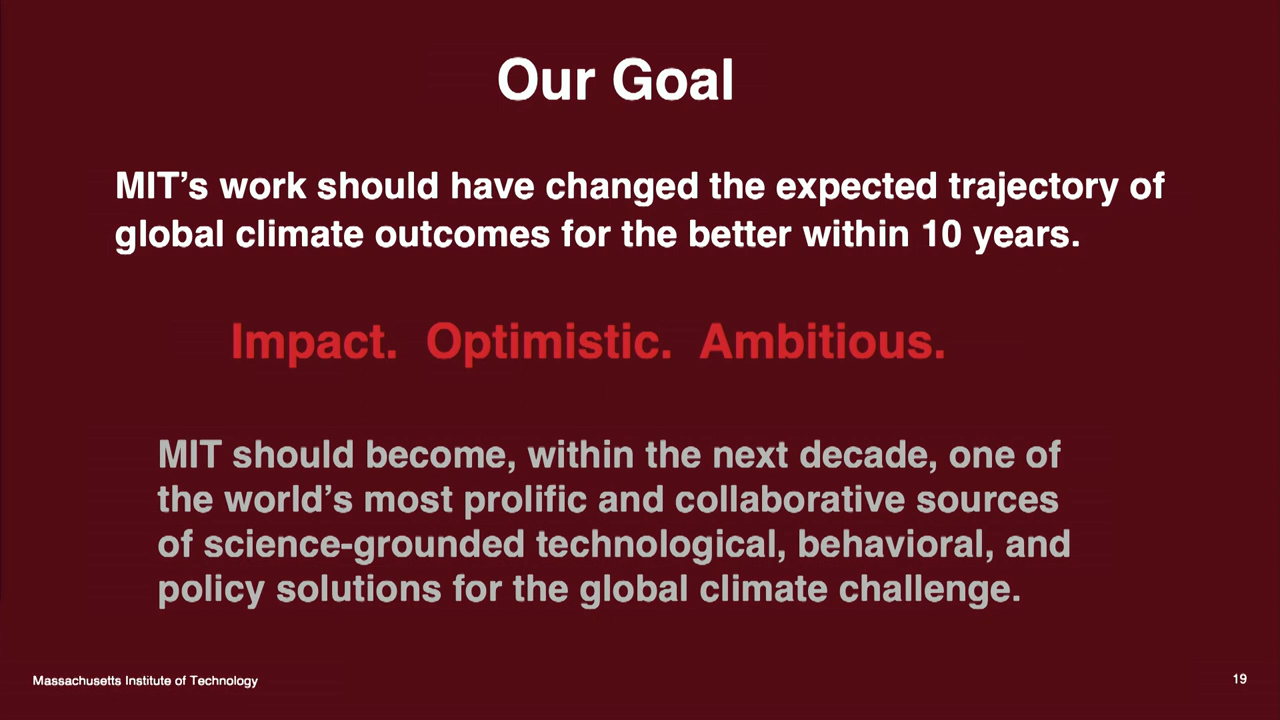 Our Goal
MIT’s work should have changed the expected trajectory of
global climate outcomes for the better within 10 years.
Impact. Optimistic. Ambitious.
MIT should become, within the next decade, one of
the world’s most prolific and collaborative sources
of science-grounded technological, behavioral, and
policy solutions for the global climate challenge.
Massachusetts Institute of Technology
19